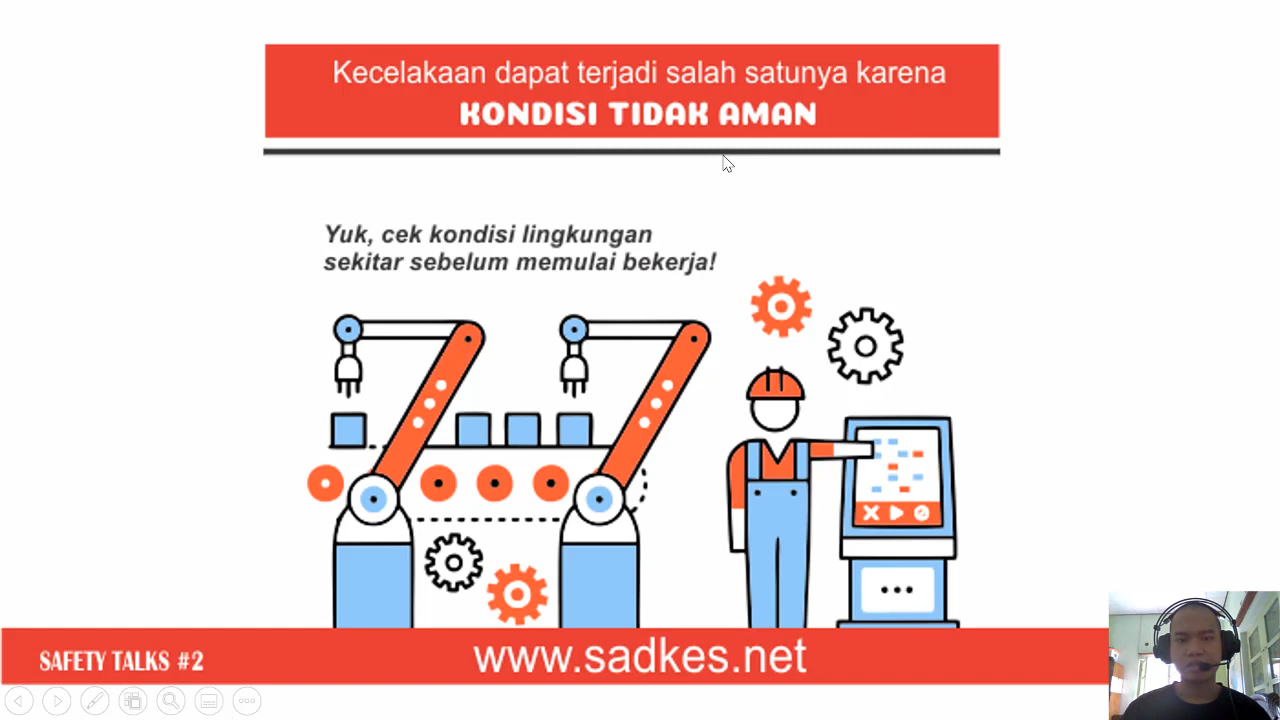 Kecelakaan dapat terjadi salah satunya karena
KONDISI TIDAK AMAN
Yuk, cek kondisi lingkungan
sekitar sebelum memulai bekerja!
SAFETY TALKS #2
www.sadkes.net